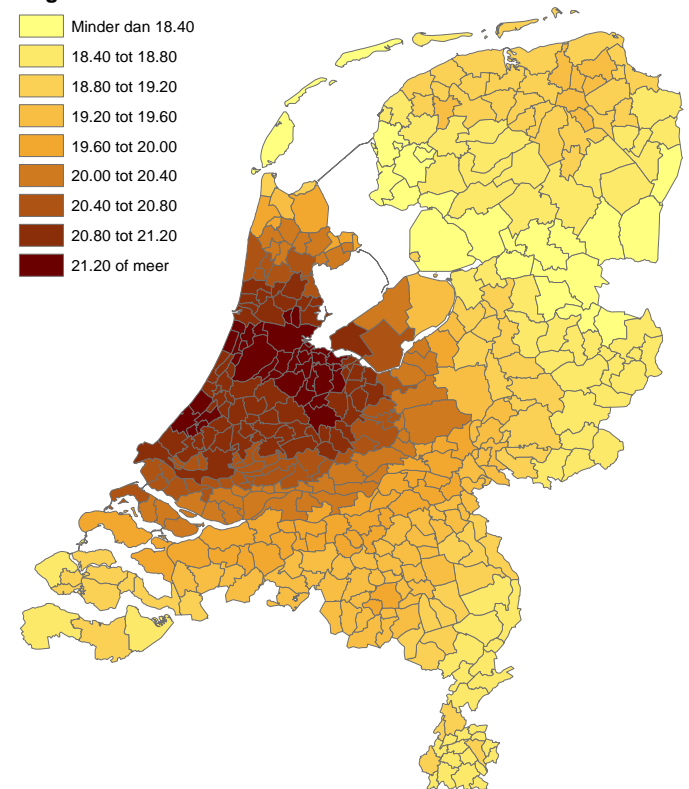 Minder dan 18.40
18.40 tot 18.80
18.80 tot 19.20
19.20 tot 19.60
19.60 tot 20.00
20.00 tot 20.40
20.40 tot 20.80
20.80 tot 21.20
21.20 of meer